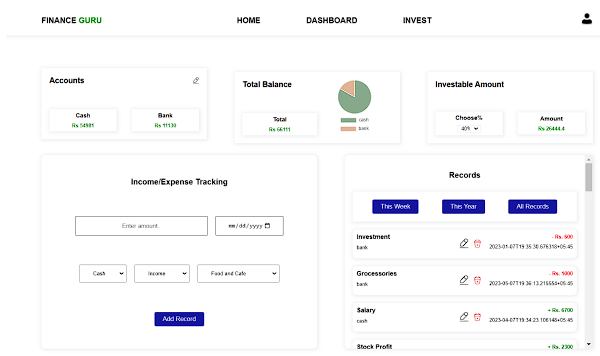 FINANCE GURU
HOME
DASHBOARD
INVEST
Accounts
Cash
Rs 54981
Bank
Rs 11130
Total Balance
Total
Rs 66111
cash
bank
Investable Amount
Choose%
40%
Amount
Rs 26444.4
Income/Expense Tracking
Enter amount
mm/dd/yyyy
Cash
Income
Food and Cafe
Add Record
Records
This Week
This Year
All Records
Investment
- Rs. 500
bank
2023-01-07T19:35:30.676318+05:45
Grocessories
- Rs. 1000
bank
2023-05-07T19:36:13.215554+05:45
Salary
+ Rs. 6700
cash
2023-04-07T19:34:23.106148+05:45
Stock Profit
+ Rs. 2300